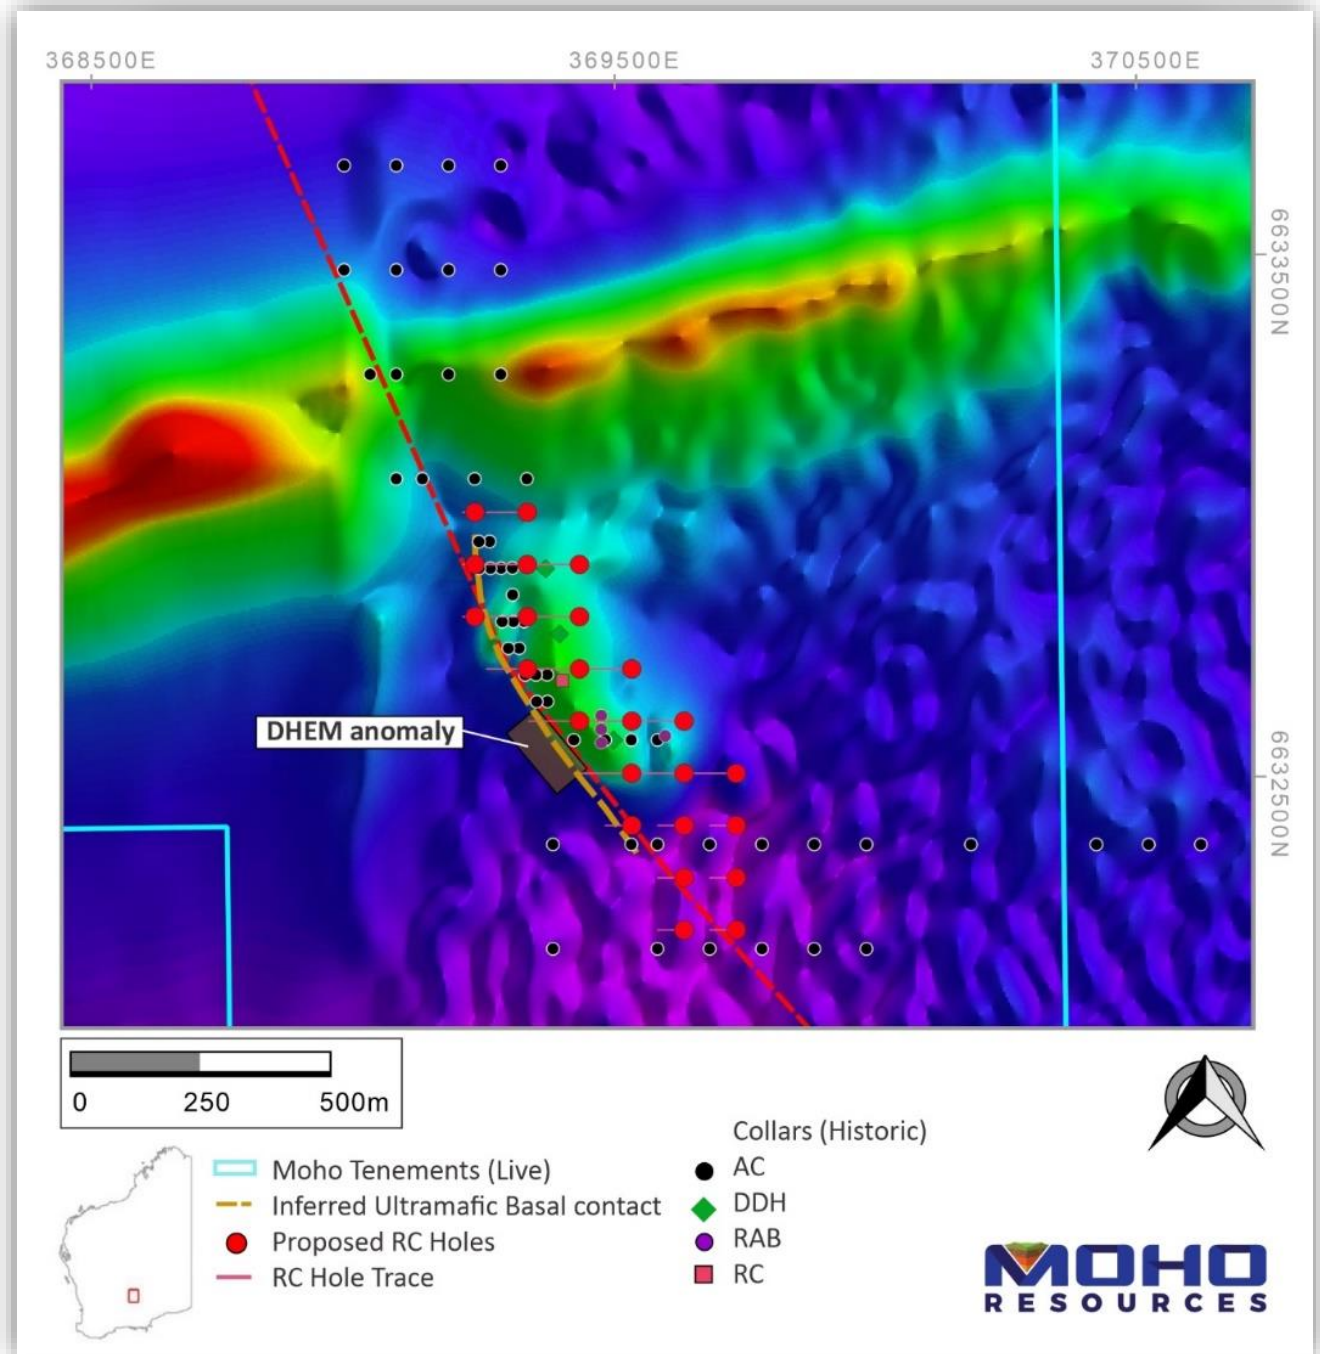 368500E 369500E 370500E
6633500N
DHEM anomaly
6632500N
0 250 500m
Collars (Historic)
Moho Tenements (Live)
Inferred Ultramafic Basal contact
Proposed RC Holes
RC Hole Trace
AC
DDH
RAB
RC
MOHO
RESOURCES